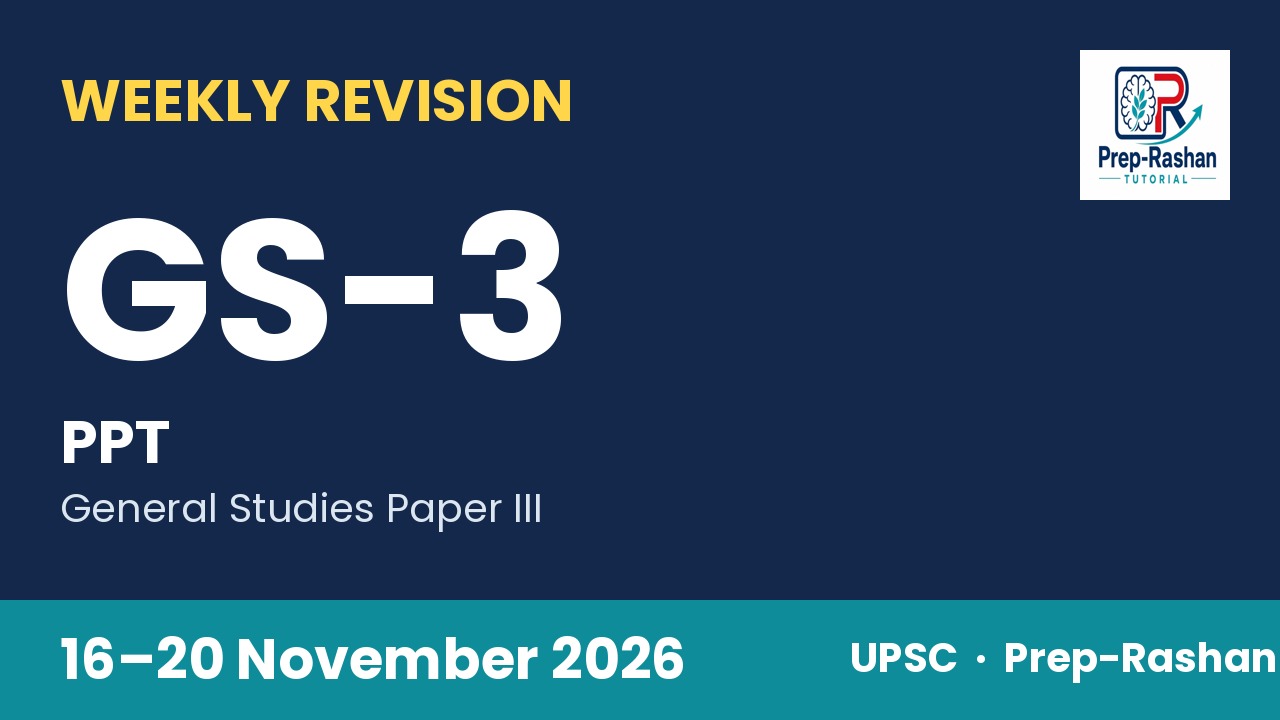 WEEKLY REVISION
Prep-Rashan
TUTORIAL
GS-3
PPT
General Studies Paper III
16–20 November 2026
UPSC · Prep-Rashan